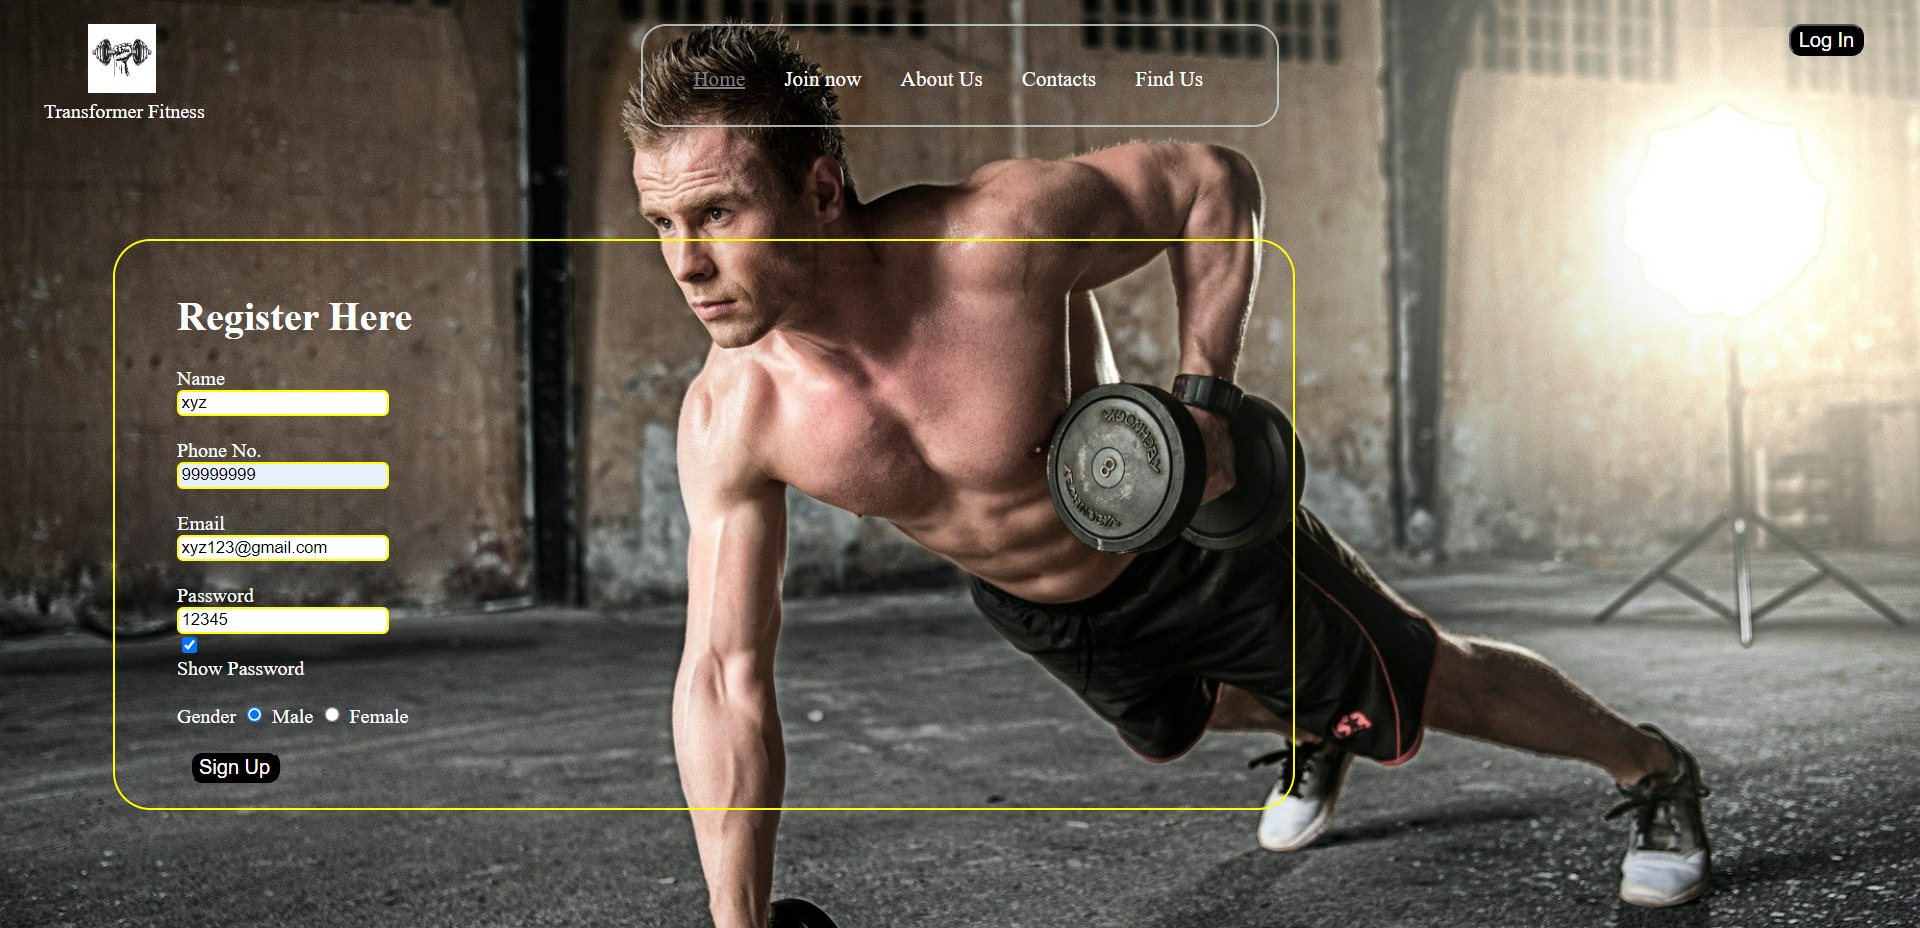 Transformer Fitness
Home Join now About Us Contacts Find Us
Log In
Register Here
Name
xyz
Phone No.
99999999
Email
xyz123@gmail.com
Password
12345
Show Password
Gender Male Female
Sign Up
8